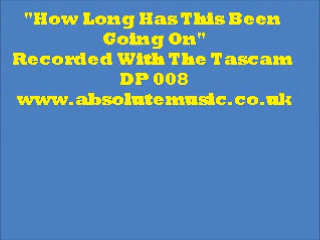 "How Long Has This Been
Going On"
Recorded With The Tascam
DP 008
www.absolutemusic.co.uk